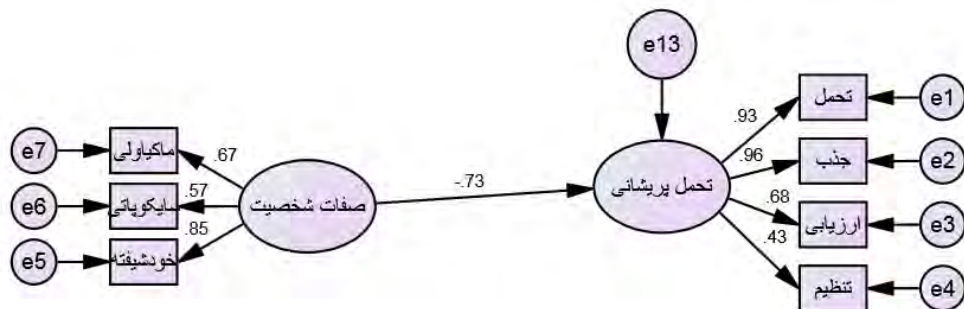 e13
تحمل
e1
.93
e7
ماکیاولی
.67
جذب
e2
.96
e6
سایکوپاتی
.57
صفات شخصیت
-.73
تحمل پریشانی
ارزیابی
e3
.68
e5
خودشیفته
.85
.43
تنظیم
e4